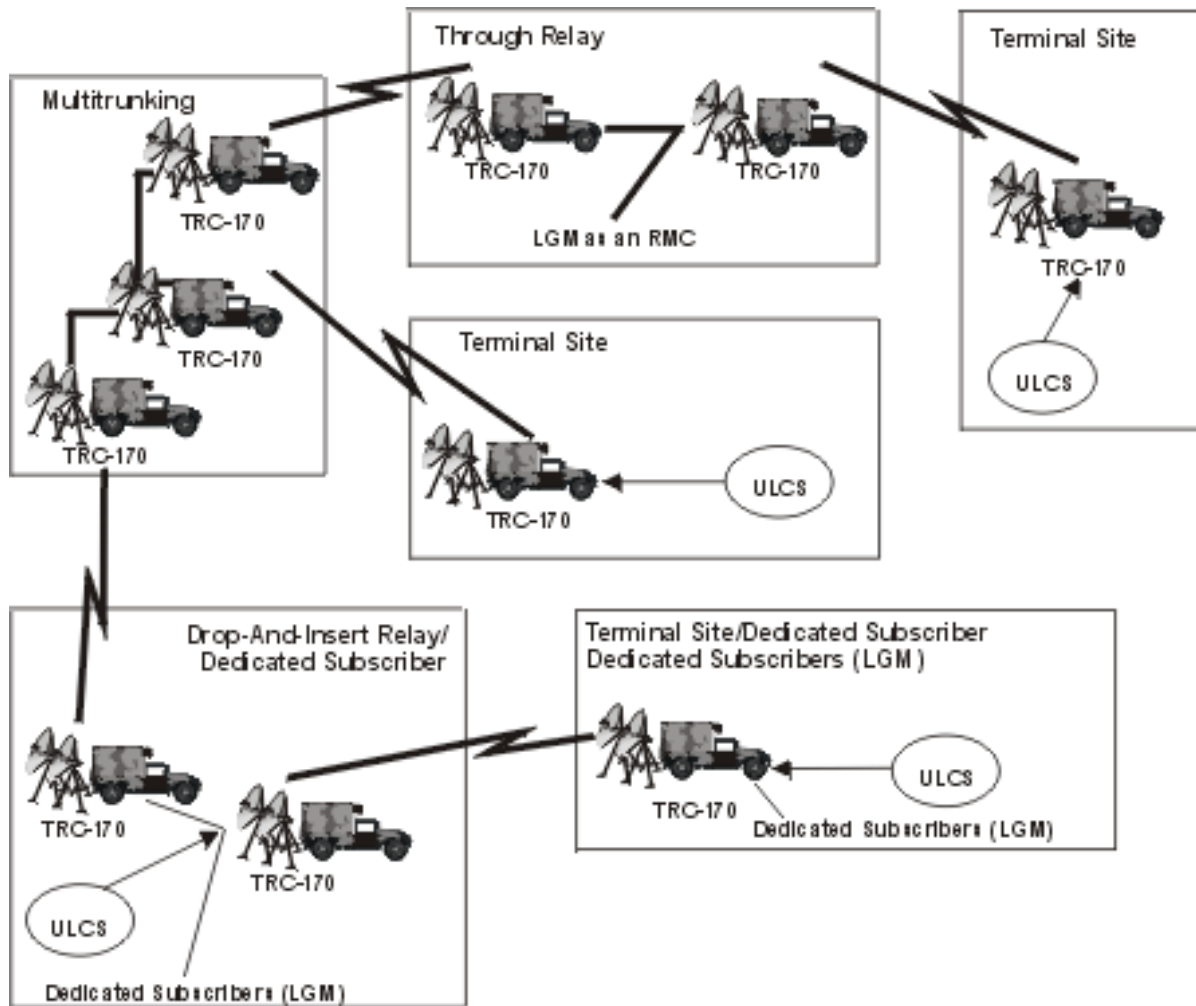 Multitrunking
TRC-170
TRC-170
TRC-170
Through Relay
TRC-170
TRC-170
LGM as an RMC
Terminal Site
TRC-170
ULCS
Terminal Site
TRC-170
ULCS
Drop-And-Insert Relay/
Dedicated Subscriber
TRC-170
TRC-170
ULCS
Dedicated Subscribers (LGM)
Terminal Site/Dedicated Subscriber
Dedicated Subscribers (LGM)
TRC-170
ULCS
Dedicated Subscribers (LGM)